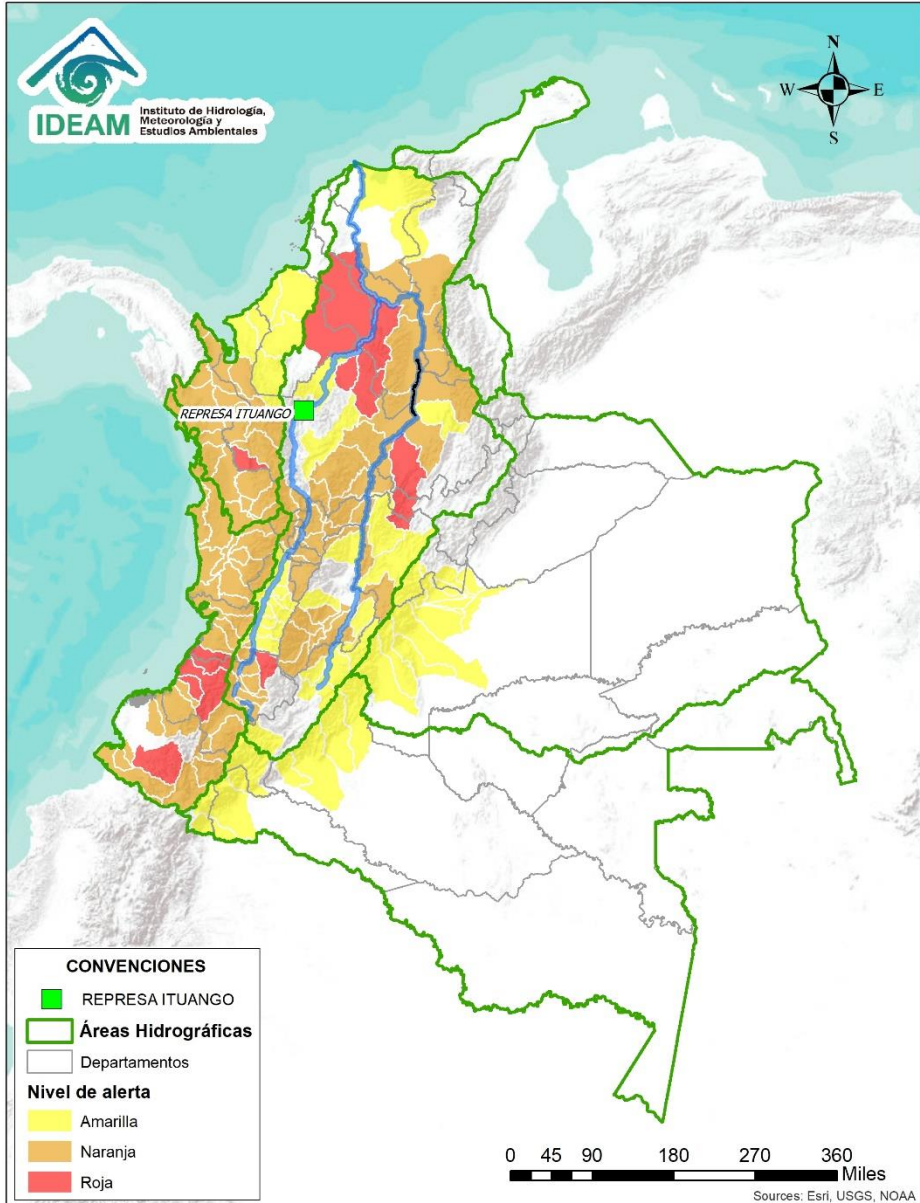 IDEAM
Instituto de Hidrología,
Meteorología y
Estudios Ambientales
N
W
E
S
REPRESA ITUANGO
CONVENCIONES
REPRESA ITUANGO
Áreas Hidrográficas
Departamentos
Nivel de alerta
Amarilla
Naranja
Roja
0 45 90 180 270 360
Miles
Sources: Esri, USGS, NOAA